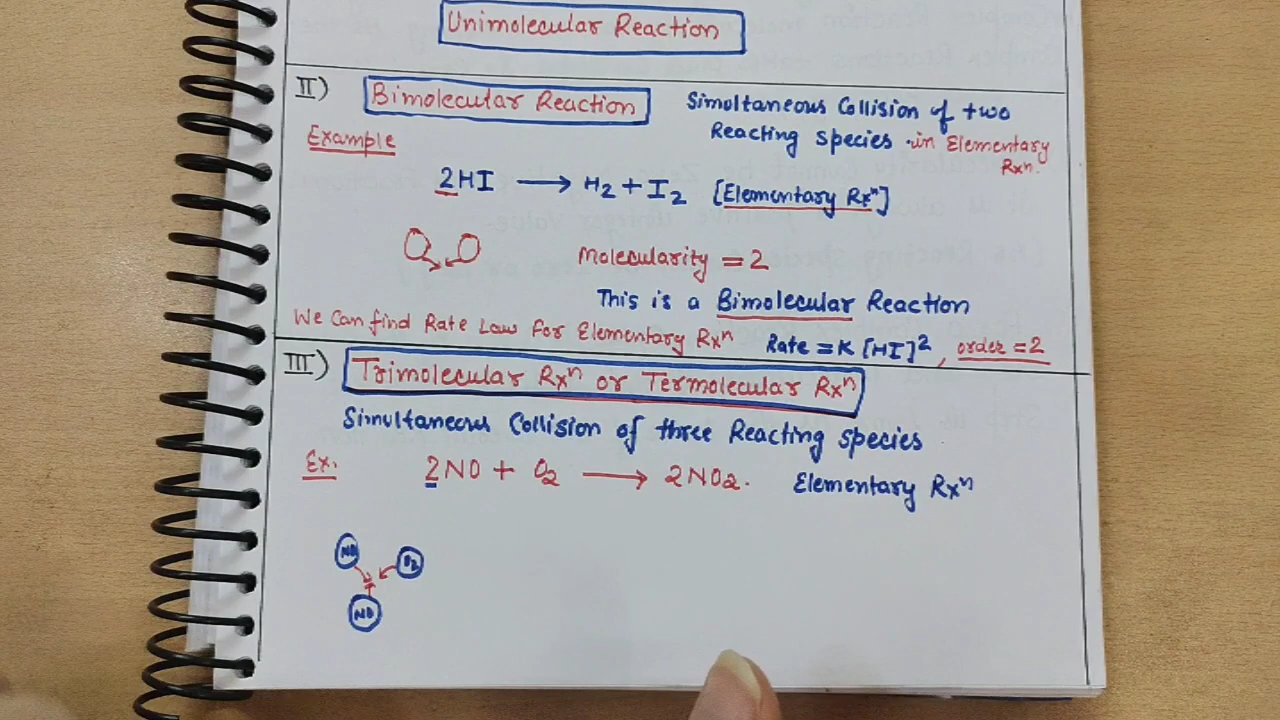 Unimolecular Reaction
II) Bimolecular Reaction Simultaneous Collision of two
Reacting species in Elementary
Rxⁿ.
Example
2HI ⟶ H₂ + I₂ [Elementary Rxⁿ]
Molecularity = 2
This is a Bimolecular Reaction
We Can find Rate Law For Elementary Rxⁿ Rate = K [HI]², order = 2
III) Trimolecular Rxⁿ or Termolecular Rxⁿ
Simultaneous Collision of three Reacting species
Ex. 2NO + O₂ ⟶ 2NO₂. Elementary Rxⁿ
NO O₂
NO